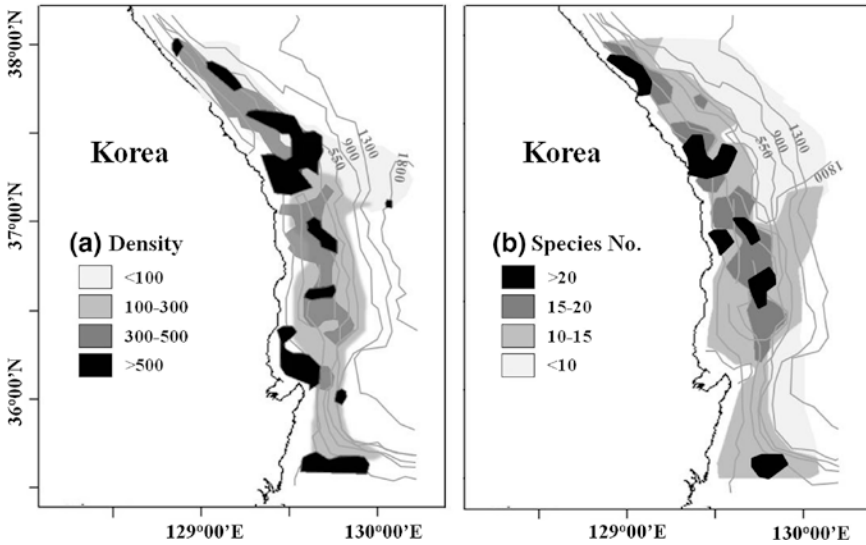 38°00'N
37°00'N
36°00'N
Korea
550
900
1300
1800
(a) Density
<100
100-300
300-500
>500
129°00'E
130°00'E
Korea
550
900
1300
1800
(b) Species No.
>20
15-20
10-15
<10
129°00'E
130°00'E